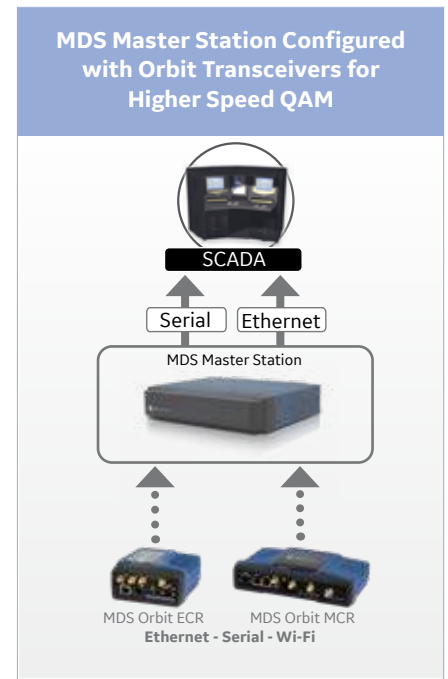 MDS Master Station Configured
with Orbit Transceivers for
Higher Speed QAM
SCADA
Serial Ethernet
MDS Master Station
MDS Orbit ECR MDS Orbit MCR
Ethernet - Serial - Wi-Fi